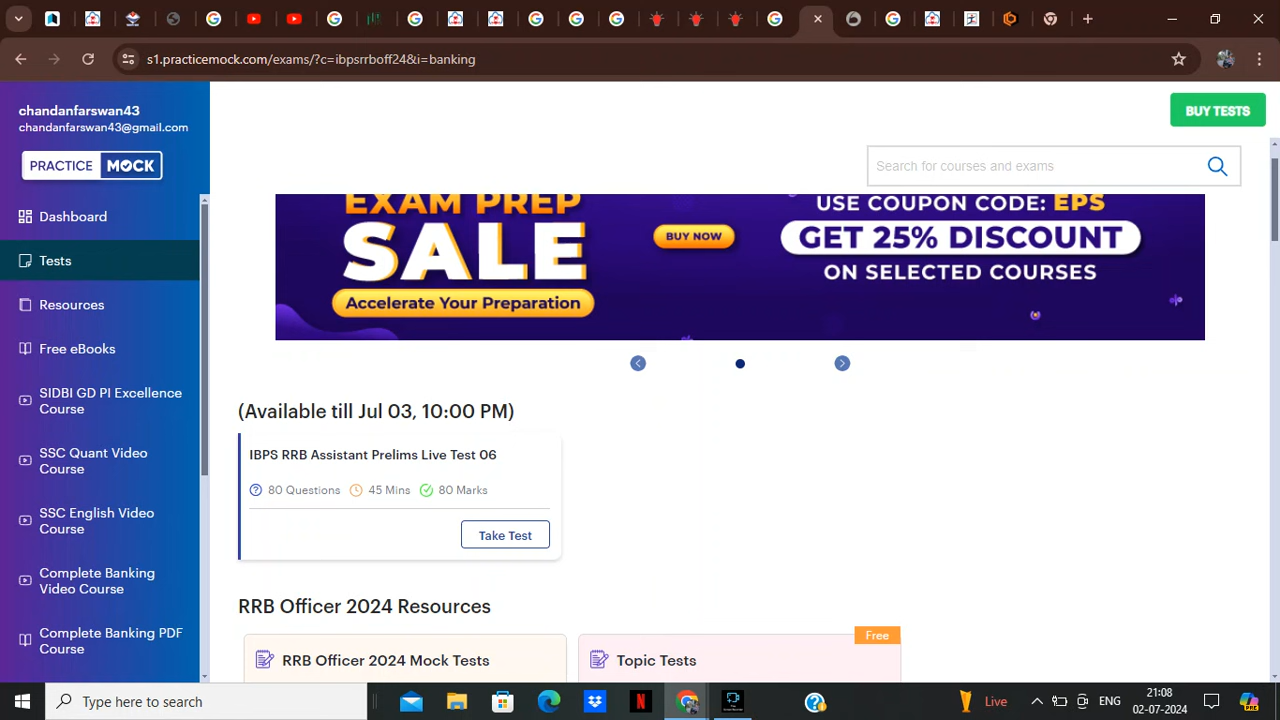 s1.practicemock.com/exams/?c=ibpsrrboff24&i=banking
chandanfarswan43
chandanfarswan43@gmail.com
PRACTICE MOCK
Dashboard
Tests
Resources
Free eBooks
SIDBI GD PI Excellence
Course
SSC Quant Video
Course
SSC English Video
Course
Complete Banking
Video Course
Complete Banking PDF
Course
BUY TESTS
Search for courses and exams
EXAM PREP
SALE
Accelerate Your Preparation
BUY NOW
USE COUPON CODE: EPS
GET 25% DISCOUNT
ON SELECTED COURSES
(Available till Jul 03, 10:00 PM)
IBPS RRB Assistant Prelims Live Test 06
80 Questions 45 Mins 80 Marks
Take Test
RRB Officer 2024 Resources
RRB Officer 2024 Mock Tests
Free
Topic Tests
Type here to search
Live
ENG
21:08
02-07-2024